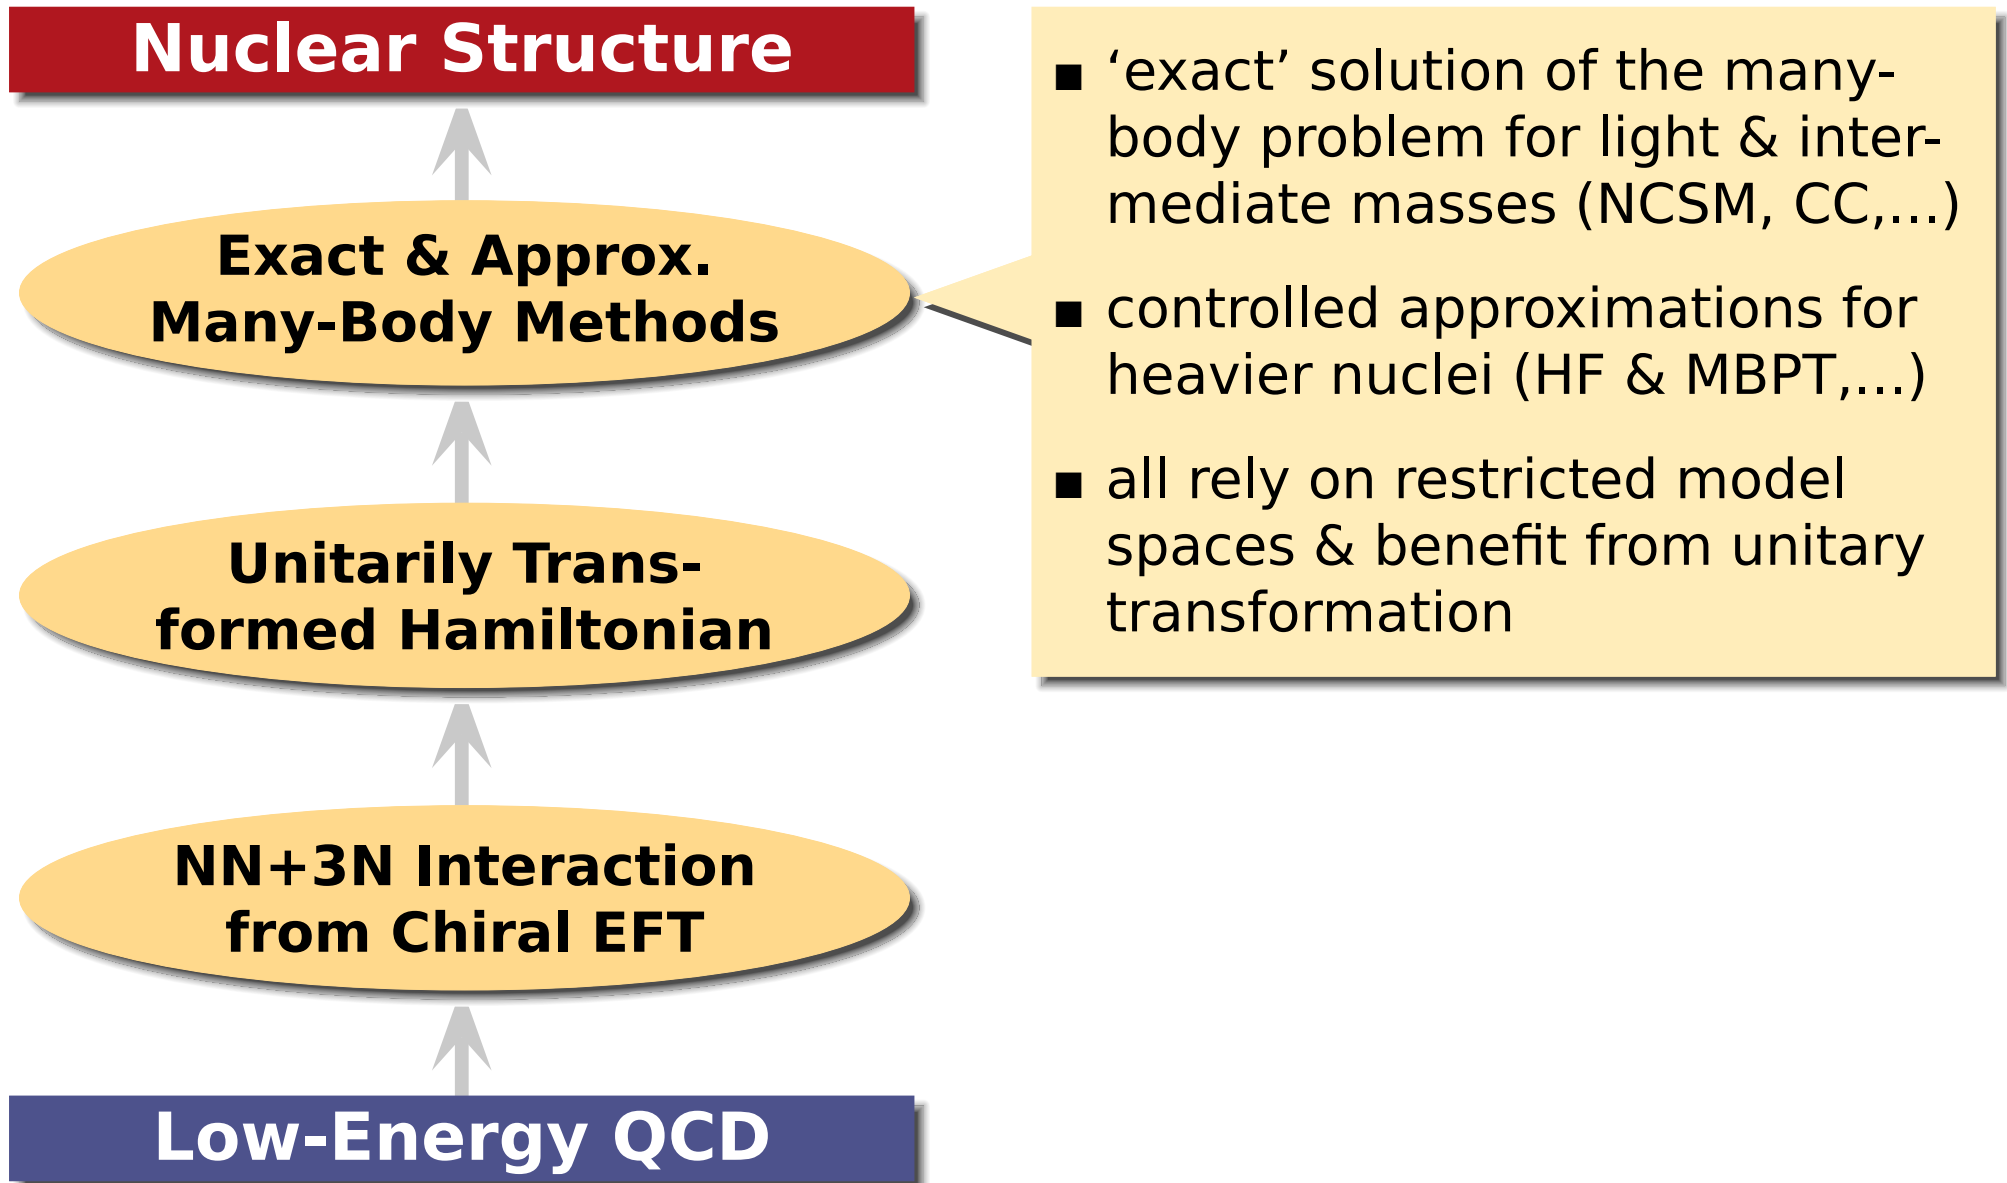 Nuclear Structure
Exact & Approx.
Many-Body Methods
Unitarily Trans-
formed Hamiltonian
NN+3N Interaction
from Chiral EFT
Low-Energy QCD
▪ ‘exact’ solution of the many-
body problem for light & inter-
mediate masses (NCSM, CC,...)
▪ controlled approximations for
heavier nuclei (HF & MBPT,...)
▪ all rely on restricted model
spaces & benefit from unitary
transformation